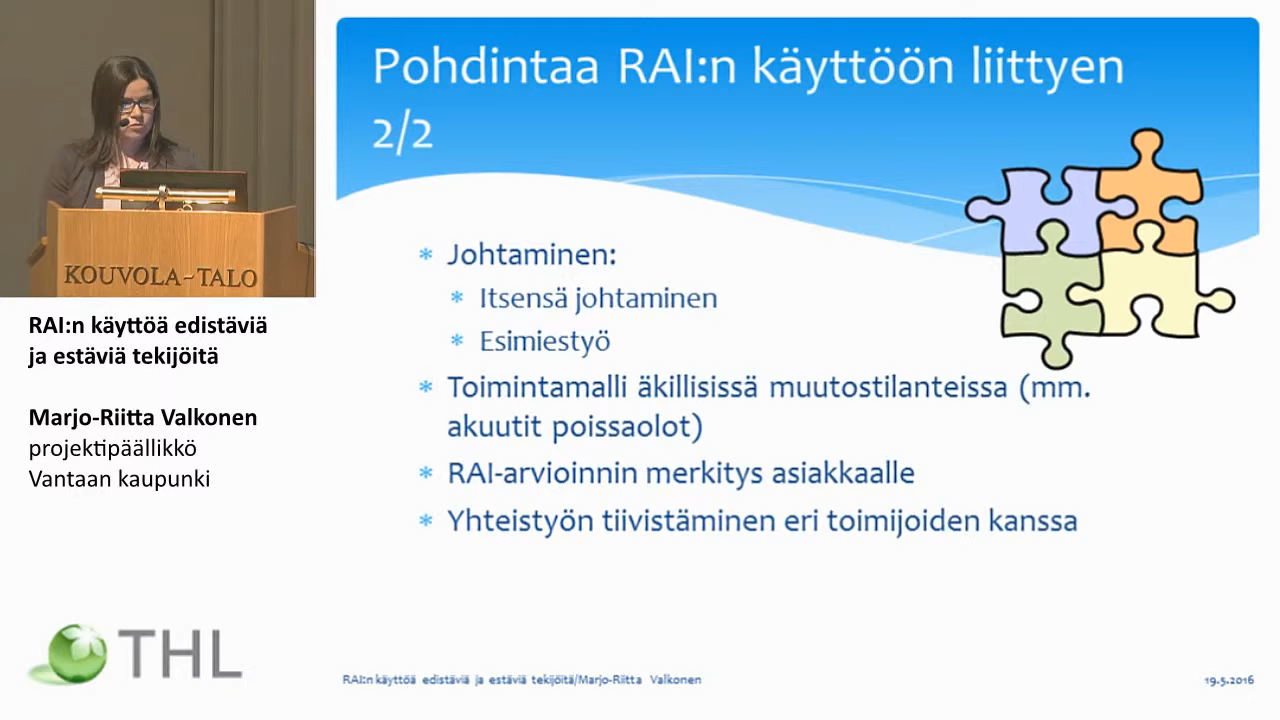 Pohdintaa RAI:n käyttöön liittyen
2/2
KOUVOLA-TALO
RAI:n käyttöä edistäviä
ja estäviä tekijöitä
Marjo-Riitta Valkonen
projektipäällikkö
Vantaan kaupunki
* Johtaminen:
* Itsensä johtaminen
* Esimiestyö
* Toimintamalli äkillisissä muutostilanteissa (mm.
akuutit poissaolot)
* RAI-arvioinnin merkitys asiakkaalle
* Yhteistyön tiivistäminen eri toimijoiden kanssa
THL
RAI:n käyttöä edistäviä ja estäviä tekijöitä/Marjo-Riitta Valkonen
19.5.2016